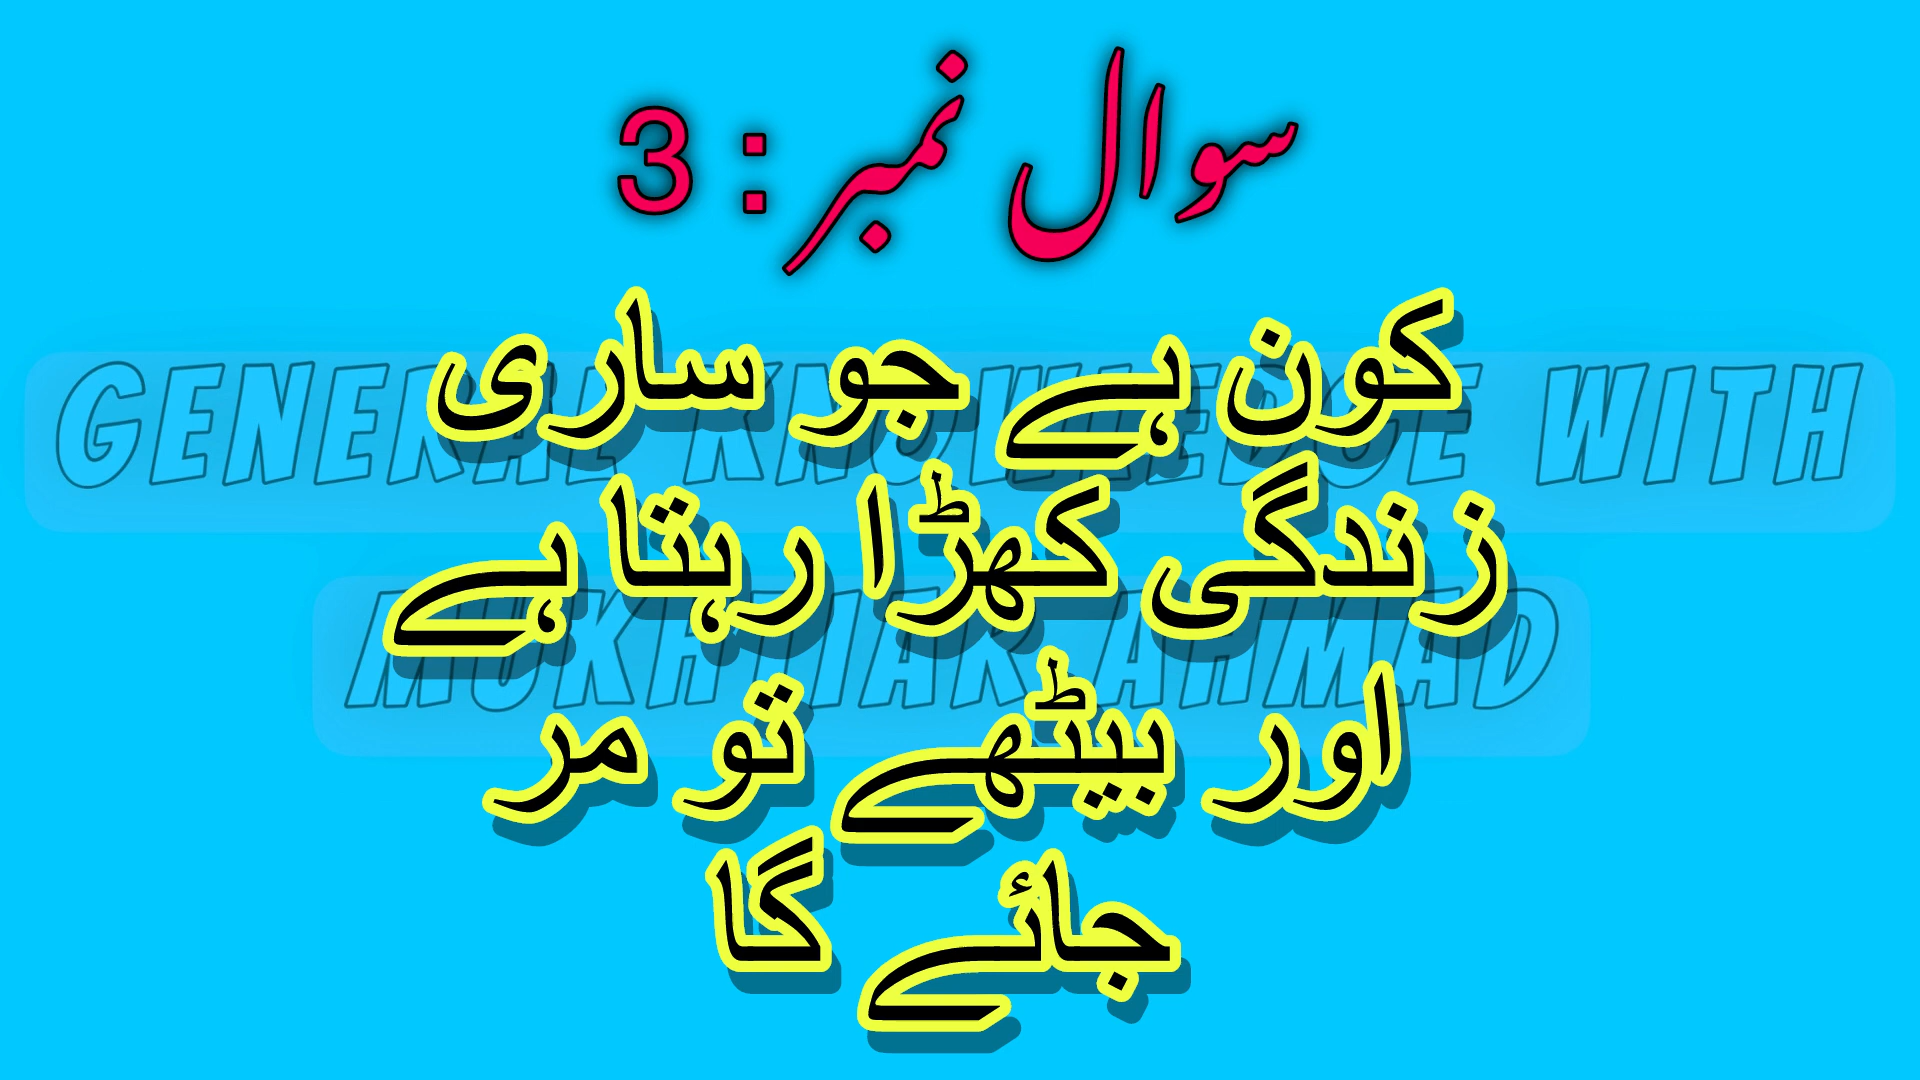 سوال نمبر : 3
کون ہے جو ساری
GENERAL KNOWLEDGE WITH
زندگی کھڑا رہتا ہے
MUKHTIAR AHMAD
اور بیٹھے تو مر
جائے گا